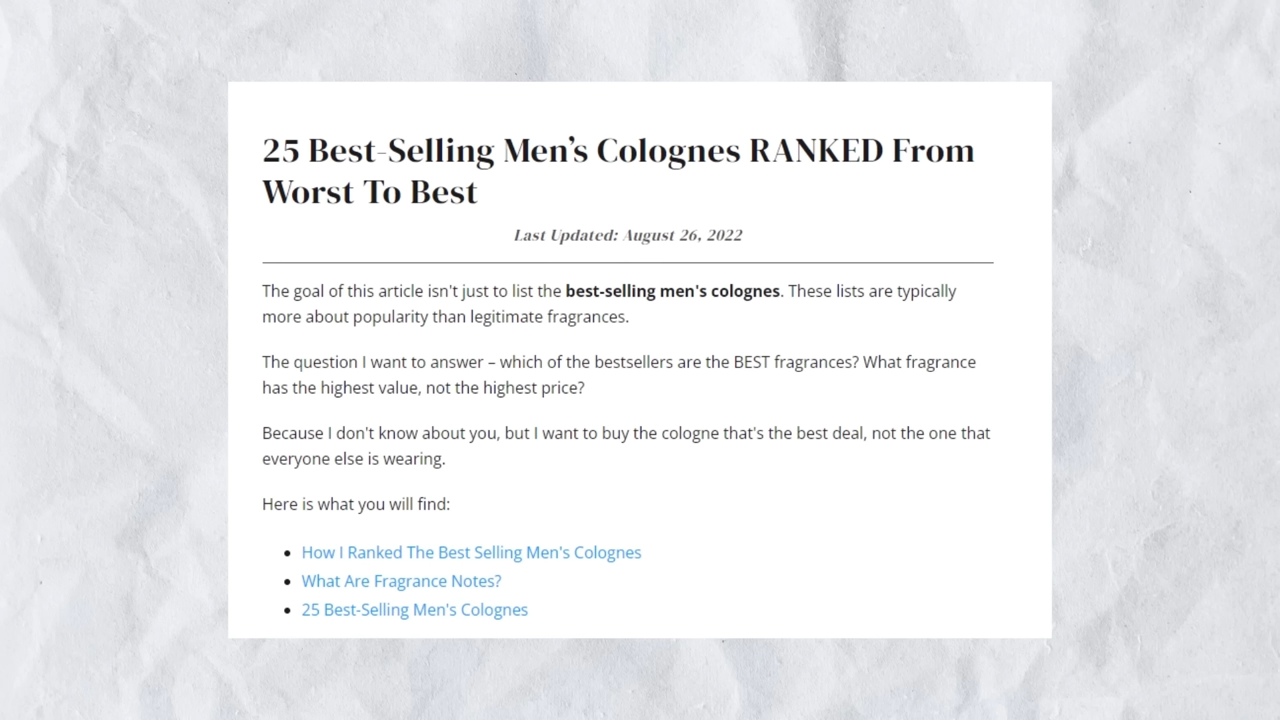 25 Best-Selling Men’s Colognes RANKED From
Worst To Best
Last Updated: August 26, 2022
The goal of this article isn't just to list the best-selling men's colognes. These lists are typically
more about popularity than legitimate fragrances.
The question I want to answer – which of the bestsellers are the BEST fragrances? What fragrance
has the highest value, not the highest price?
Because I don't know about you, but I want to buy the cologne that's the best deal, not the one that
everyone else is wearing.
Here is what you will find:
• How I Ranked The Best Selling Men's Colognes
• What Are Fragrance Notes?
• 25 Best-Selling Men's Colognes